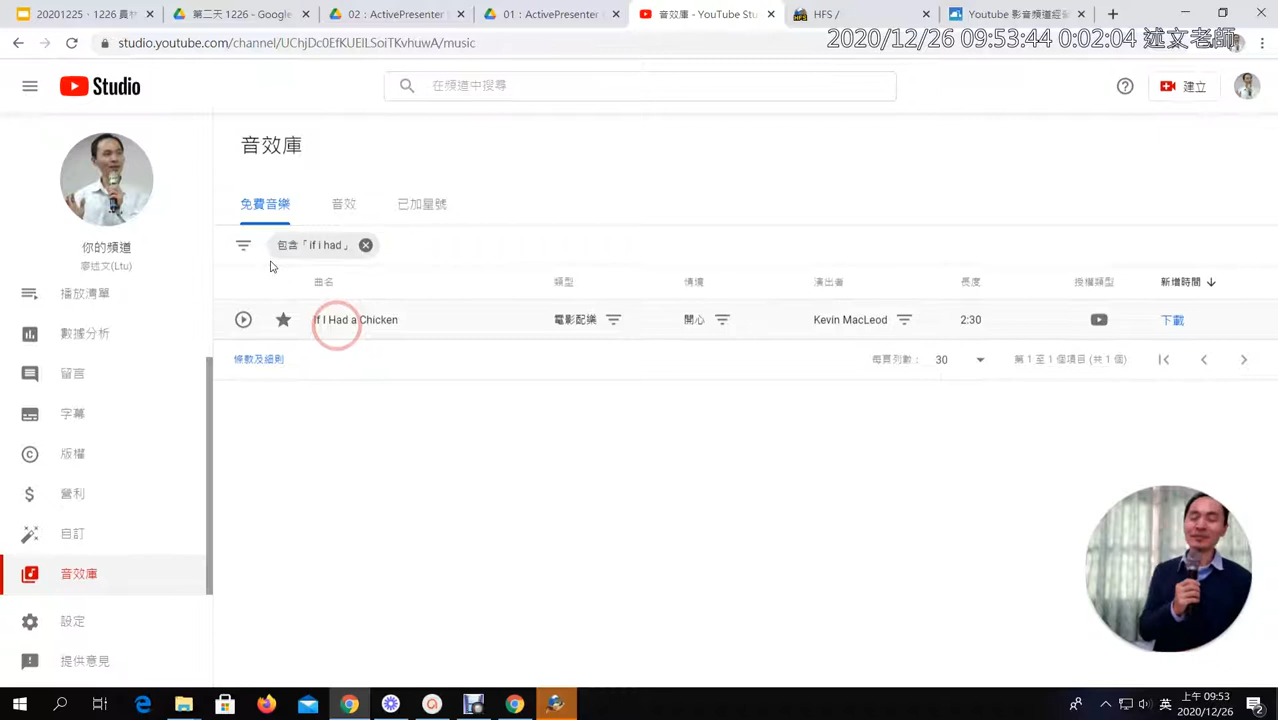 20201225、1226 員林
第二天 1226 - Google
02：ActivePresenter
01：ActivePresenter
音效庫 - YouTube Stu
HFS /
Youtube 影音頻道經
studio.youtube.com/channel/UChjDc0EfKUEILSoiTKvhuwA/music
2020/12/26 09:53:44 0:02:04 述文老師
Studio
在頻道中搜尋
建立
音效庫
免費音樂 音效 已加星號
你的頻道
廖述文(Ltu)
包含「if i had」
曲名 類型 情境 演出者 長度 授權類型 新增時間
If I Had a Chicken 電影配樂 開心 Kevin MacLeod 2:30 下載
條款及細則 每頁列數： 30 第 1 至 1 個項目 (共 1 個)
播放清單
數據分析
留言
字幕
版權
營利
自訂
音效庫
設定
提供意見
英
上午 09:53
2020/12/26
2